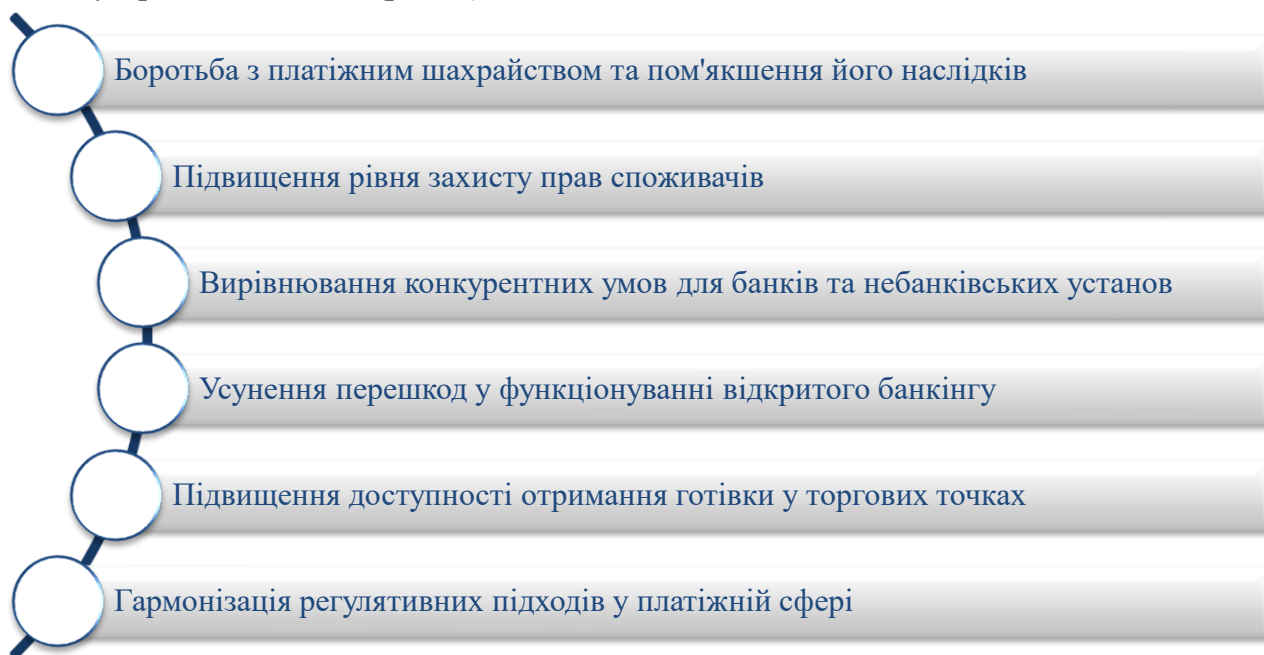 Боротьба з платіжним шахрайством та пом'якшення його наслідків
Підвищення рівня захисту прав споживачів
Вирівнювання конкурентних умов для банків та небанківських установ
Усунення перешкод у функціонуванні відкритого банкінгу
Підвищення доступності отримання готівки у торгових точках
Гармонізація регулятивних підходів у платіжній сфері